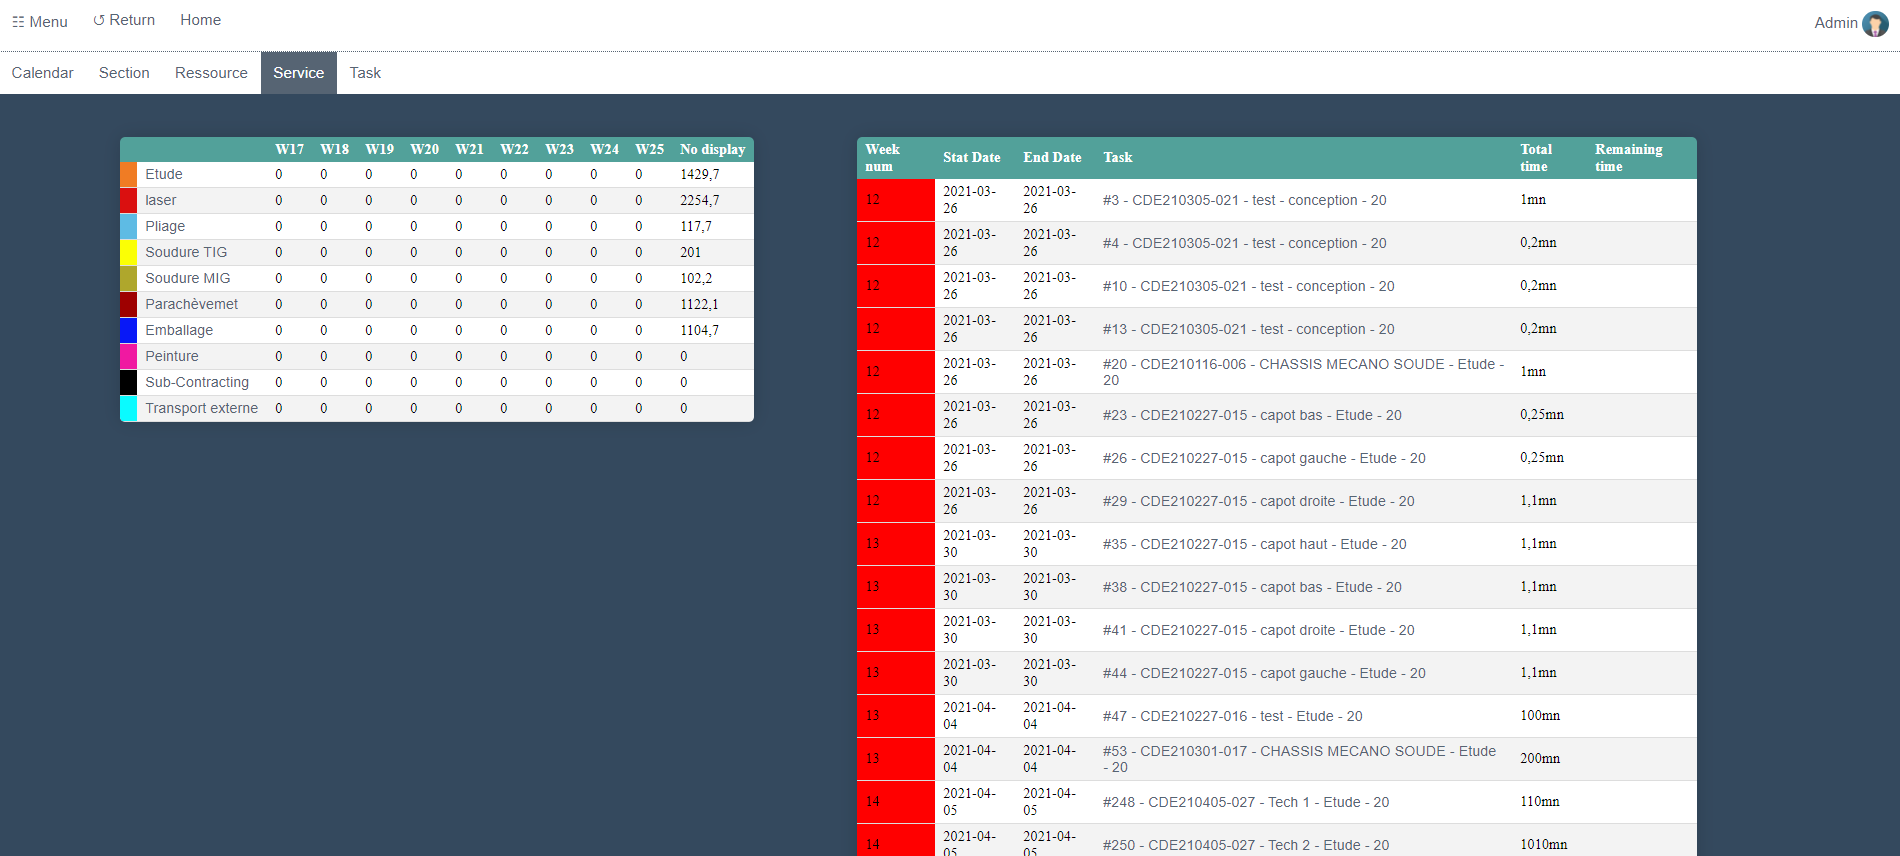 ☷ Menu ↺ Return Home Admin
Calendar Section Ressource Service Task
W17 W18 W19 W20 W21 W22 W23 W24 W25 No display
Etude 0 0 0 0 0 0 0 0 0 1429,7
laser 0 0 0 0 0 0 0 0 0 2254,7
Pliage 0 0 0 0 0 0 0 0 0 117,7
Soudure TIG 0 0 0 0 0 0 0 0 0 201
Soudure MIG 0 0 0 0 0 0 0 0 0 102,2
Parachèvemet 0 0 0 0 0 0 0 0 0 1122,1
Emballage 0 0 0 0 0 0 0 0 0 1104,7
Peinture 0 0 0 0 0 0 0 0 0 0
Sub-Contracting 0 0 0 0 0 0 0 0 0 0
Transport externe 0 0 0 0 0 0 0 0 0 0
Week num Stat Date End Date Task Total time Remaining time
12 2021-03-26 2021-03-26 #3 - CDE210305-021 - test - conception - 20 1mn
12 2021-03-26 2021-03-26 #4 - CDE210305-021 - test - conception - 20 0,2mn
12 2021-03-26 2021-03-26 #10 - CDE210305-021 - test - conception - 20 0,2mn
12 2021-03-26 2021-03-26 #13 - CDE210305-021 - test - conception - 20 0,2mn
12 2021-03-26 2021-03-26 #20 - CDE210116-006 - CHASSIS MECANO SOUDE - Etude - 20 1mn
12 2021-03-26 2021-03-26 #23 - CDE210227-015 - capot bas - Etude - 20 0,25mn
12 2021-03-26 2021-03-26 #26 - CDE210227-015 - capot gauche - Etude - 20 0,25mn
12 2021-03-26 2021-03-26 #29 - CDE210227-015 - capot droite - Etude - 20 1,1mn
13 2021-03-30 2021-03-30 #35 - CDE210227-015 - capot haut - Etude - 20 1,1mn
13 2021-03-30 2021-03-30 #38 - CDE210227-015 - capot bas - Etude - 20 1,1mn
13 2021-03-30 2021-03-30 #41 - CDE210227-015 - capot droite - Etude - 20 1,1mn
13 2021-03-30 2021-03-30 #44 - CDE210227-015 - capot gauche - Etude - 20 1,1mn
13 2021-04-04 2021-04-04 #47 - CDE210227-016 - test - Etude - 20 100mn
13 2021-04-04 2021-04-04 #53 - CDE210301-017 - CHASSIS MECANO SOUDE - Etude - 20 200mn
14 2021-04-05 2021-04-05 #248 - CDE210405-027 - Tech 1 - Etude - 20 110mn
14 2021-04-05 2021-04-05 #250 - CDE210405-027 - Tech 2 - Etude - 20 1010mn